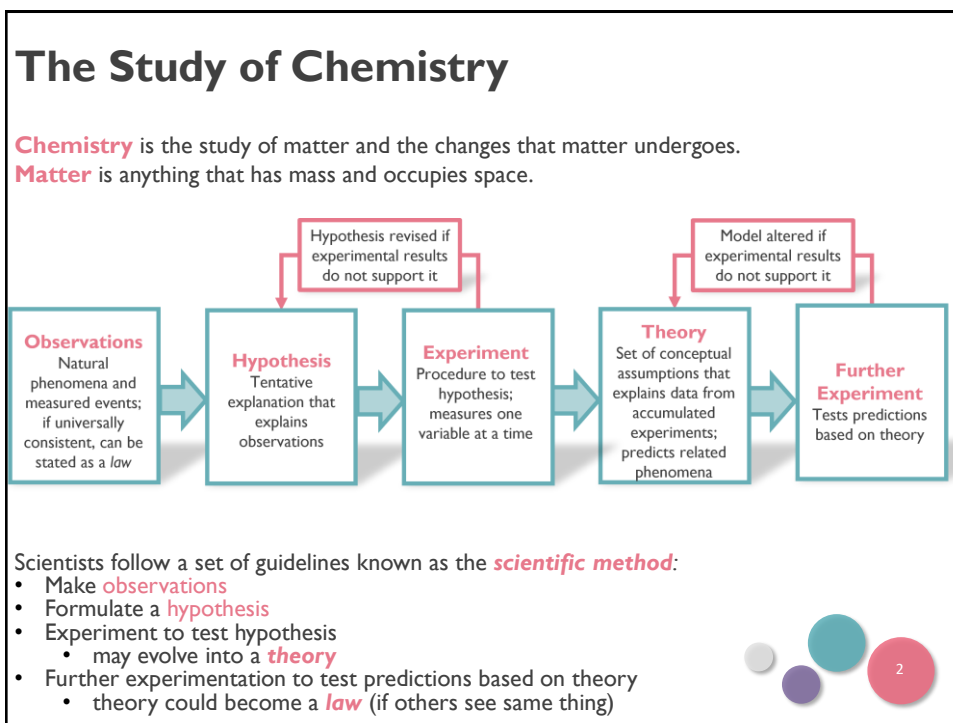 The Study of Chemistry
Chemistry is the study of matter and the changes that matter undergoes.
Matter is anything that has mass and occupies space.
Hypothesis revised if
experimental results
do not support it
Model altered if
experimental results
do not support it
Observations
Natural
phenomena and
measured events;
if universally
consistent, can be
stated as a law
Hypothesis
Tentative
explanation that
explains
observations
Experiment
Procedure to test
hypothesis;
measures one
variable at a time
Theory
Set of conceptual
assumptions that
explains data from
accumulated
experiments;
predicts related
phenomena
Further
Experiment
Tests predictions
based on theory
Scientists follow a set of guidelines known as the scientific method:
• Make observations
• Formulate a hypothesis
• Experiment to test hypothesis
• may evolve into a theory
• Further experimentation to test predictions based on theory
• theory could become a law (if others see same thing)
2